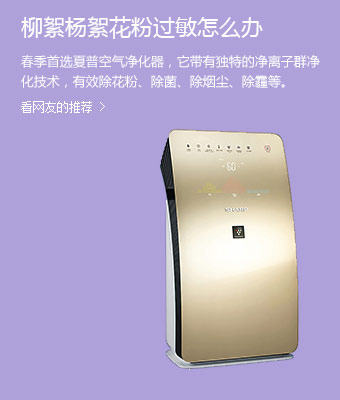 柳絮杨絮花粉过敏怎么办
春季首选夏普空气净化器，它带有独特的净离子群净
化技术，有效除花粉、除菌、除烟尘、除霾等。
看网友的推荐 >
60